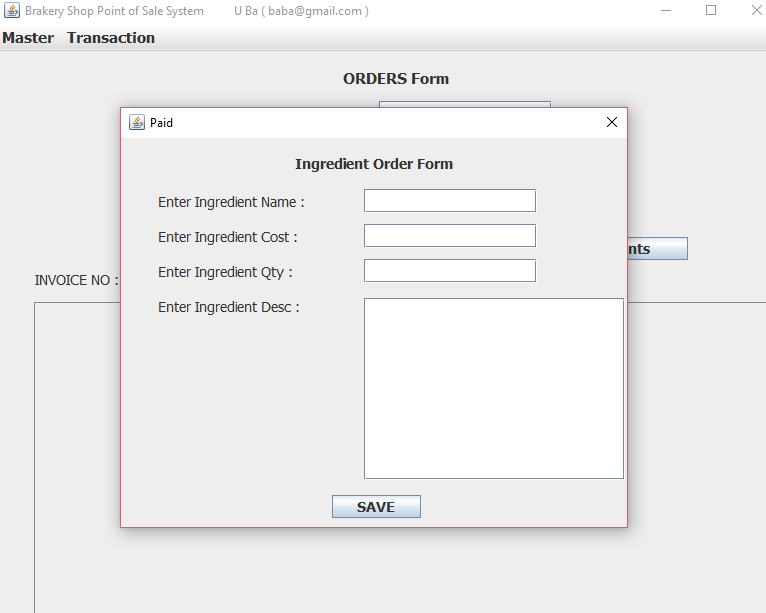 Brakery Shop Point of Sale System U Ba ( baba@gmail.com )
Master Transaction
ORDERS Form
Paid
Ingredient Order Form
Enter Ingredient Name :
Enter Ingredient Cost :
nts
Enter Ingredient Qty :
INVOICE NO :
Enter Ingredient Desc :
SAVE